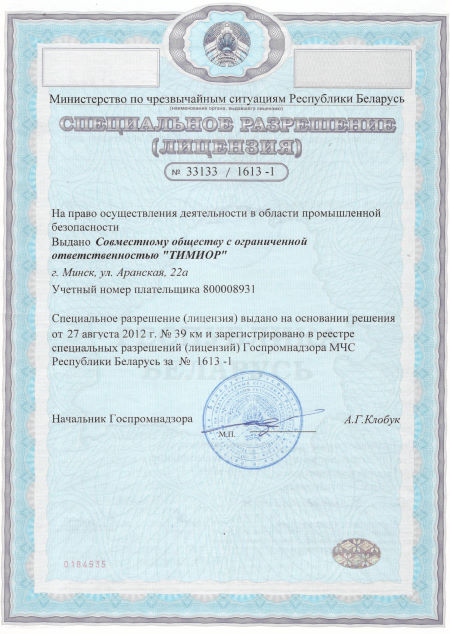 Министерство по чрезвычайным ситуациям Республики Беларусь
(наименование органа, выдавшего лицензию)
СПЕЦИАЛЬНОЕ РАЗРЕШЕНИЕ
(ЛИЦЕНЗИЯ)
№ 33133 / 1613 -1
На право осуществления деятельности в области промышленной
безопасности
Выдано Совместному обществу с ограниченной
ответственностью "ТИМИОР"
г. Минск, ул. Аранская, 22а
Учетный номер плательщика 800008931
Специальное разрешение (лицензия) выдано на основании решения
от 27 августа 2012 г. № 39 км и зарегистрировано в реестре
специальных разрешений (лицензий) Госпромнадзора МЧС
Республики Беларусь за № 1613 -1
Начальник Госпромнадзора
А.Г.Клобук
М.П.
0184535